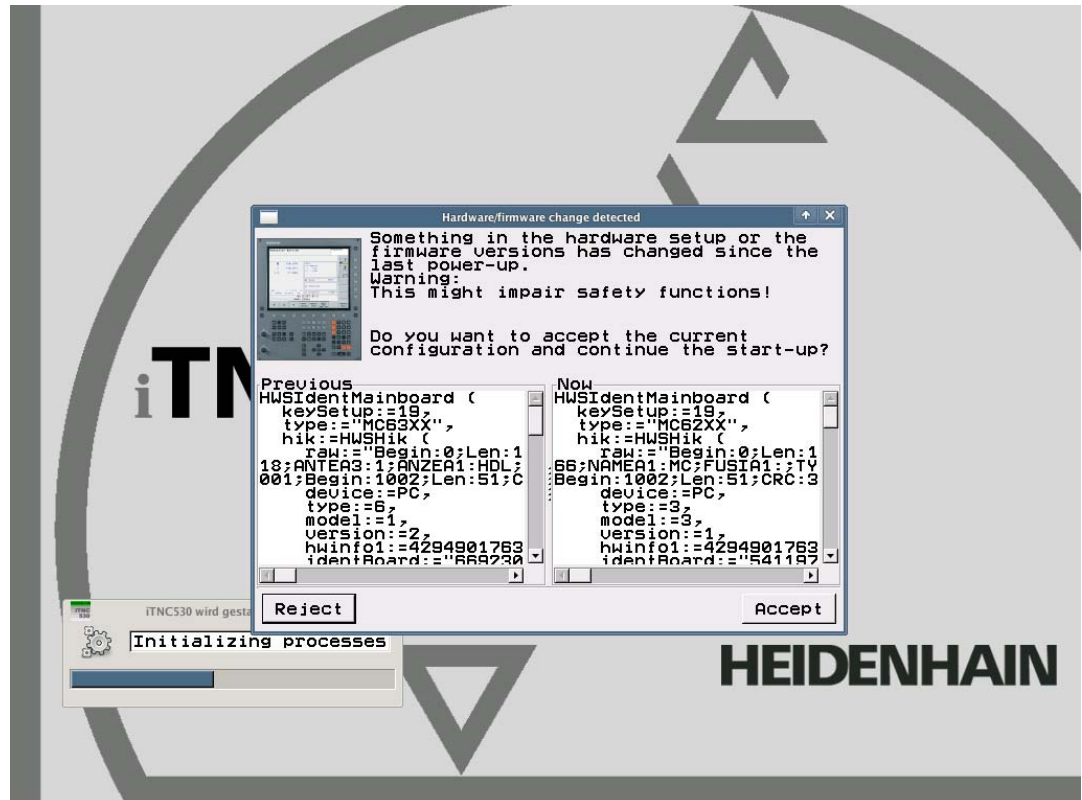 Hardware/firmware change detected
Something in the hardware setup or the
firmware versions has changed since the
last power-up.
Warning:
This might impair safety functions!
Do you want to accept the current
configuration and continue the start-up?
iTN
Previous
HWSIdentMainboard (
keySetup:=19,
type:="MC63XX",
hik:=HWSHik (
raw:="Begin:0;Len:1
18;ANTEA3:1;ANZEA1:HDL;
001;Begin:1002;Len:51;C
device:=PC,
type:=6,
model:=1,
version:=2,
hwinfo1:=4294901763
identBoard:="669230
Now
HWSIdentMainboard (
keySetup:=19,
type:="MC62XX",
hik:=HWSHik (
raw:="Begin:0;Len:1
66;NAMEA1:MC;FUSIA1:;TY
Begin:1002;Len:51;CRC:3
device:=PC,
type:=3,
model:=3,
version:=1,
hwinfo1:=4294901763
identBoard:="541197
Reject
Accept
iTNC530 wird gesta
Initializing processes
HEIDENHAIN